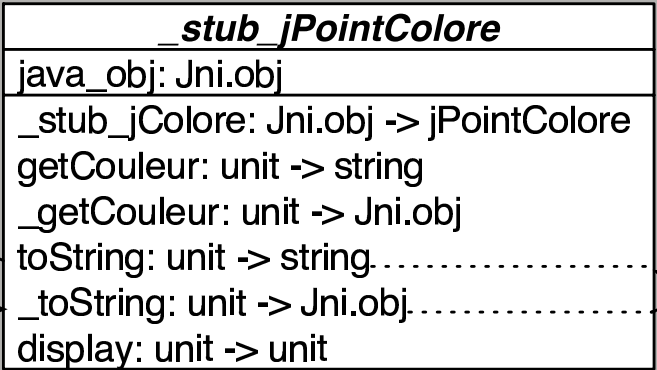 _stub_jPointColore
java_obj: Jni.obj
_stub_jColore: Jni.obj -> jPointColore
getCouleur: unit -> string
_getCouleur: unit -> Jni.obj
toString: unit -> string
_toString: unit -> Jni.obj
display: unit -> unit